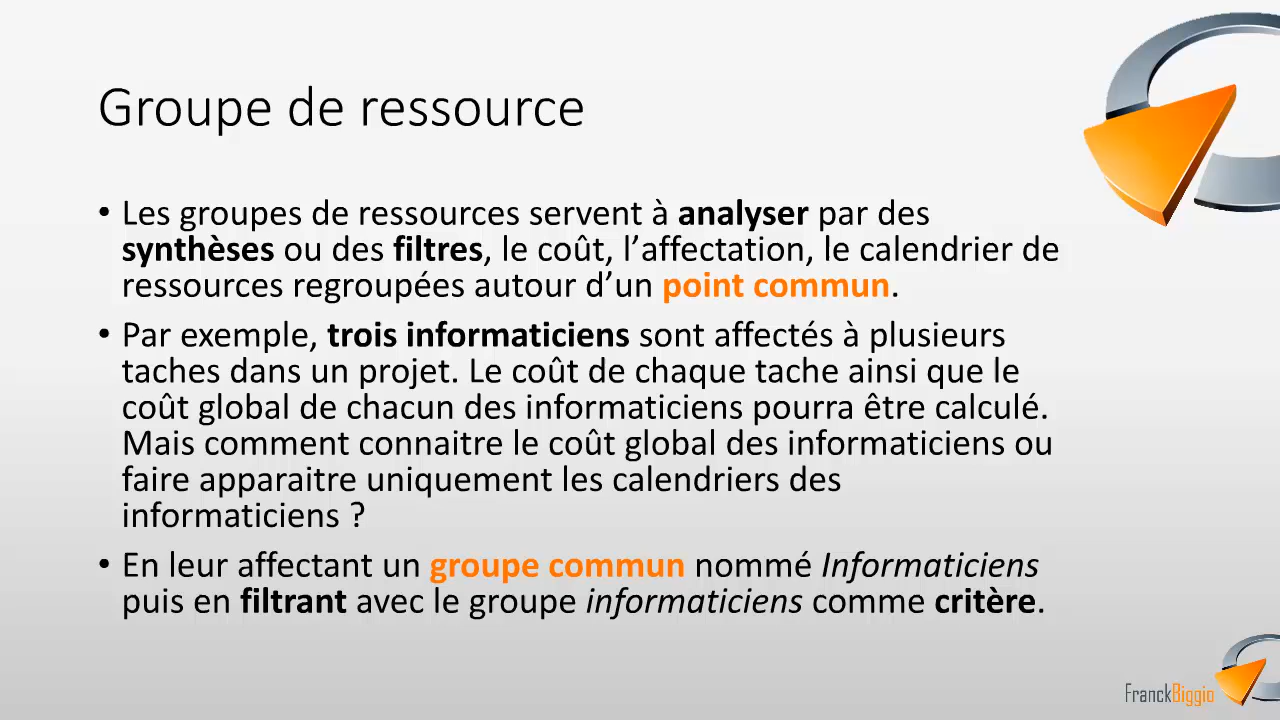 Groupe de ressource
• Les groupes de ressources servent à analyser par des
synthèses ou des filtres, le coût, l’affectation, le calendrier de
ressources regroupées autour d’un point commun.
• Par exemple, trois informaticiens sont affectés à plusieurs
taches dans un projet. Le coût de chaque tache ainsi que le
coût global de chacun des informaticiens pourra être calculé.
Mais comment connaitre le coût global des informaticiens ou
faire apparaitre uniquement les calendriers des
informaticiens ?
• En leur affectant un groupe commun nommé Informaticiens
puis en filtrant avec le groupe informaticiens comme critère.
FranckBiggio